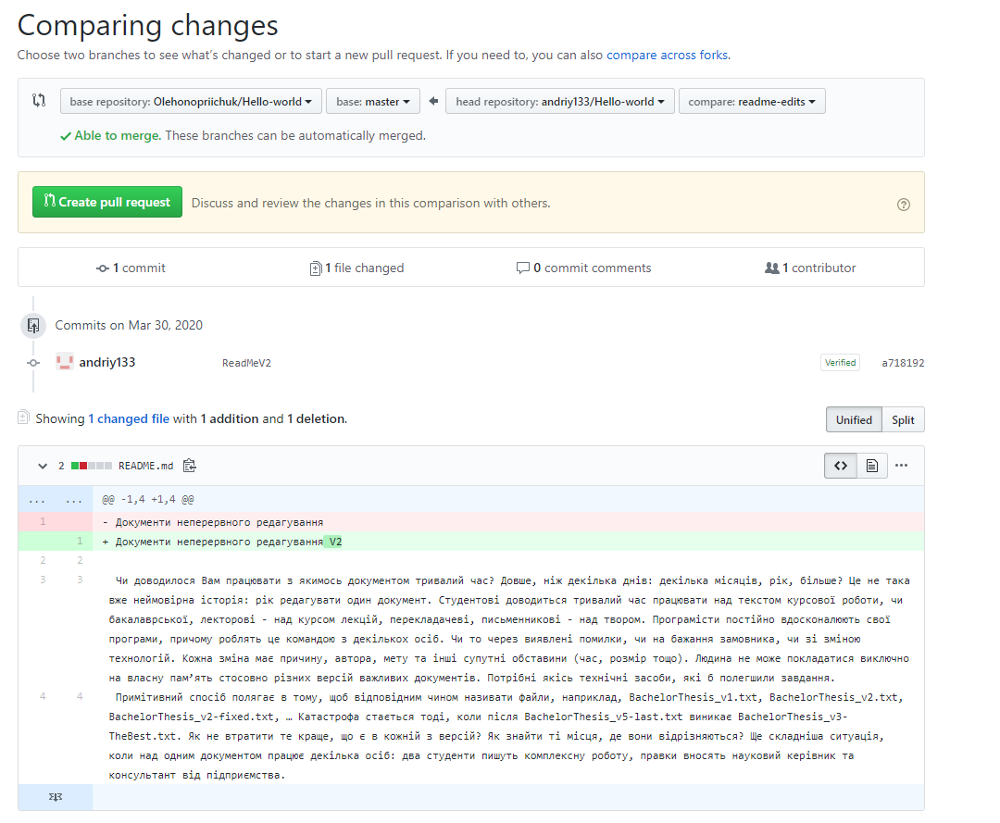 Comparing changes
Choose two branches to see what's changed or to start a new pull request. If you need to, you can also compare across forks.
base repository: Olehonopriichuk/Hello-world base: master head repository: andriy133/Hello-world compare: readme-edits
Able to merge. These branches can be automatically merged.
Create pull request Discuss and review the changes in this comparison with others.
1 commit 1 file changed 0 commit comments 1 contributor
Commits on Mar 30, 2020
andriy133 ReadMeV2 Verified a718192
Showing 1 changed file with 1 addition and 1 deletion. Unified Split
2 README.md
... ... @@ -1,4 +1,4 @@
1 - Документи неперервного редагування
1 + Документи неперервного редагування V2
2 2
3 3 Чи доводилося Вам працювати з якимось документом тривалий час? Довше, ніж декілька днів: декілька місяців, рік, більше? Це не така
вже неймовірна історія: рік редагувати один документ. Студентові доводиться тривалий час працювати над текстом курсової роботи, чи
бакалаврської, лекторові - над курсом лекцій, перекладачеві, письменникові - над твором. Програмісти постійно вдосконалюють свої
програми, причому роблять це командою з декількох осіб. Чи то через виявлені помилки, чи на бажання замовника, чи зі зміною
технологій. Кожна зміна має причину, автора, мету та інші супутні обставини (час, розмір тощо). Людина не може покладатися виключно
на власну пам’ять стосовно різних версій важливих документів. Потрібні якісь технічні засоби, які б полегшили завдання.
4 4 Примітивний спосіб полягає в тому, щоб відповідним чином називати файли, наприклад, BachelorThesis_v1.txt, BachelorThesis_v2.txt,
BachelorThesis_v2-fixed.txt, … Катастрофа стається тоді, коли після BachelorThesis_v5-last.txt виникає BachelorThesis_v3-
TheBest.txt. Як не втратити те краще, що є в кожній з версій? Як знайти ті місця, де вони відрізняються? Ще складніша ситуація,
коли над одним документом працює декілька осіб: два студенти пишуть комплексну роботу, правки вносять науковий керівник та
консультант від підприємства.